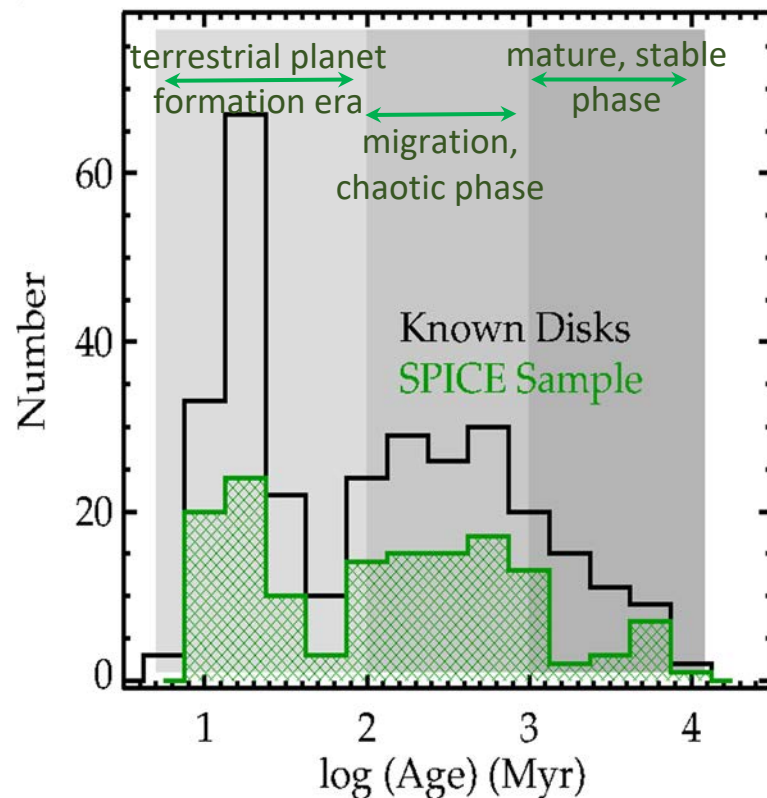 terrestrial planet
formation era
mature, stable
phase
migration,
chaotic phase
60
40
20
0
Number
Known Disks
SPICE Sample
1 2 3 4
log (Age) (Myr)